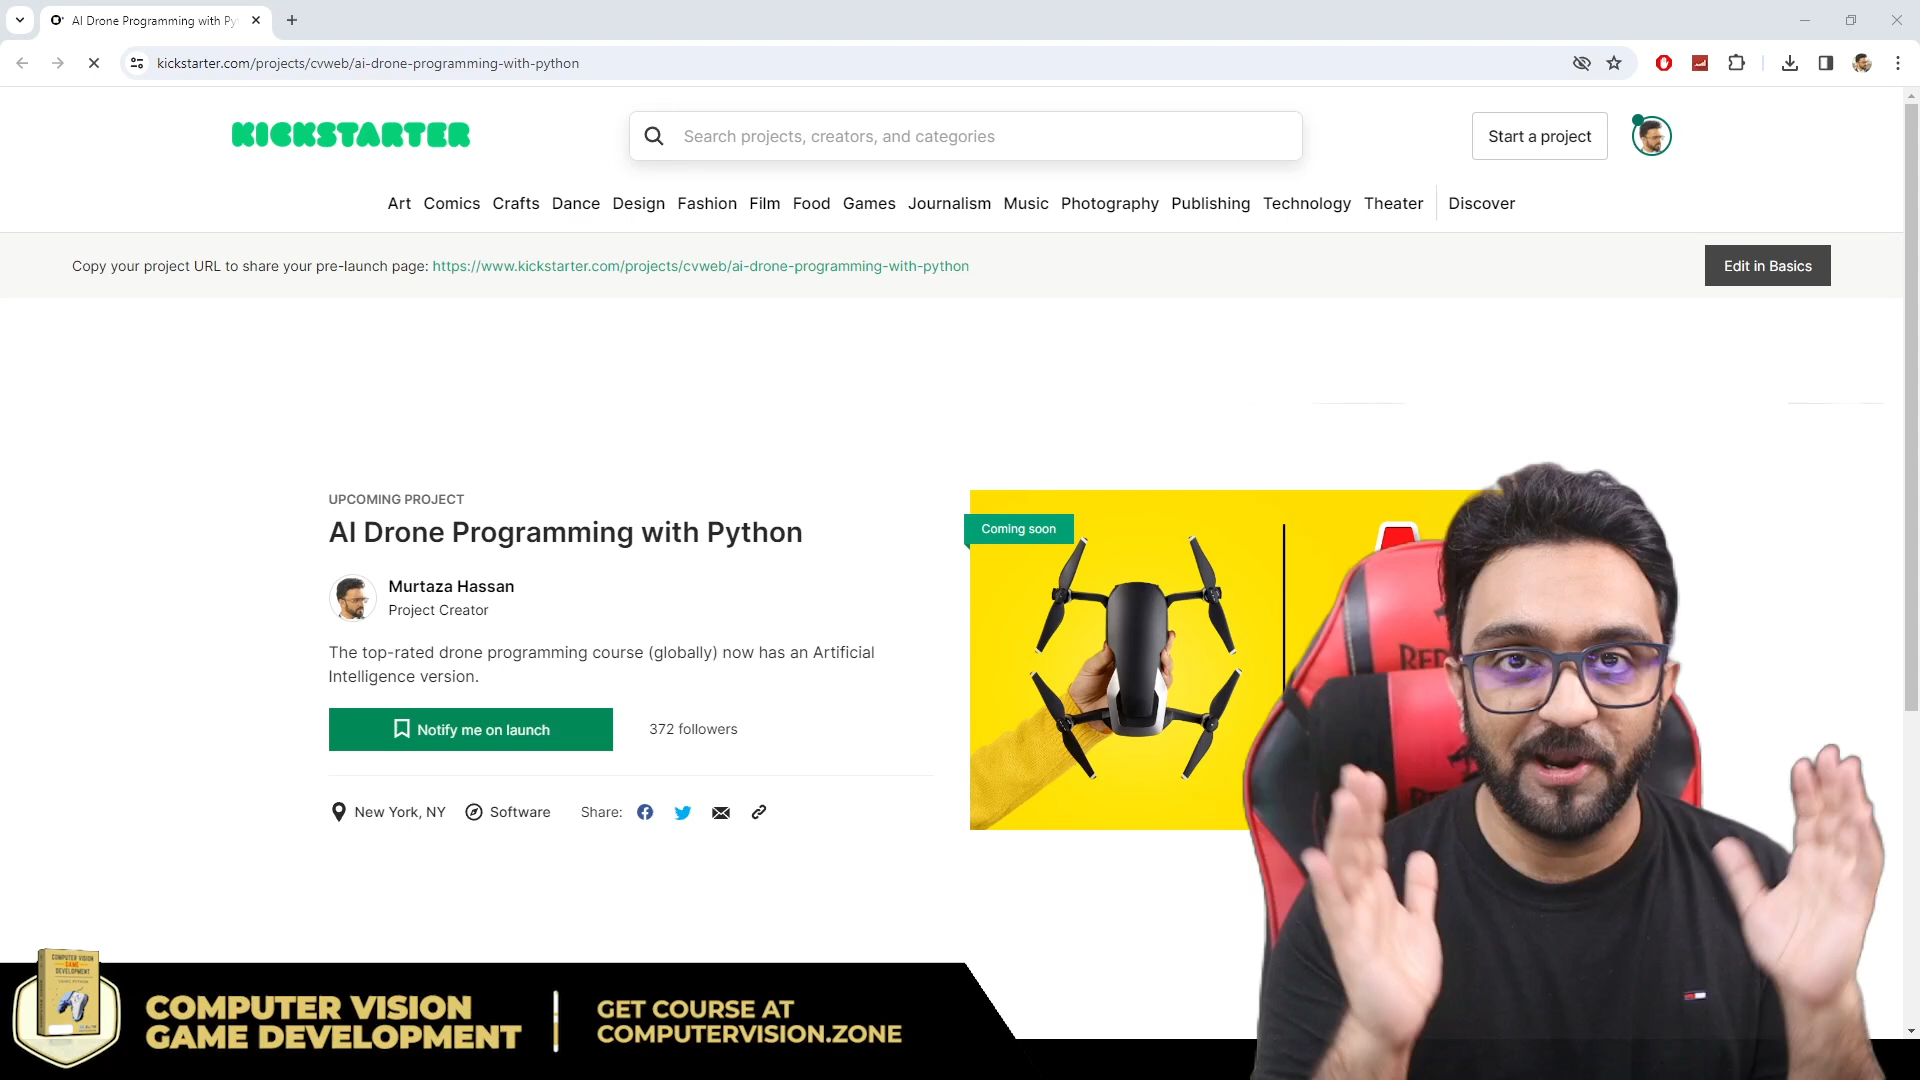 AI Drone Programming with Py
kickstarter.com/projects/cvweb/ai-drone-programming-with-python
KICKSTARTER
Search projects, creators, and categories
Start a project
Art Comics Crafts Dance Design Fashion Film Food Games Journalism Music Photography Publishing Technology Theater Discover
Copy your project URL to share your pre-launch page: https://www.kickstarter.com/projects/cvweb/ai-drone-programming-with-python
Edit in Basics
UPCOMING PROJECT
AI Drone Programming with Python
Murtaza Hassan
Project Creator
The top-rated drone programming course (globally) now has an Artificial
Intelligence version.
Notify me on launch
372 followers
New York, NY
Software
Share:
Coming soon
COMPUTER VISION
GAME
DEVELOPMENT
COMPUTER VISION
GAME DEVELOPMENT
GET COURSE AT
COMPUTERVISION.ZONE